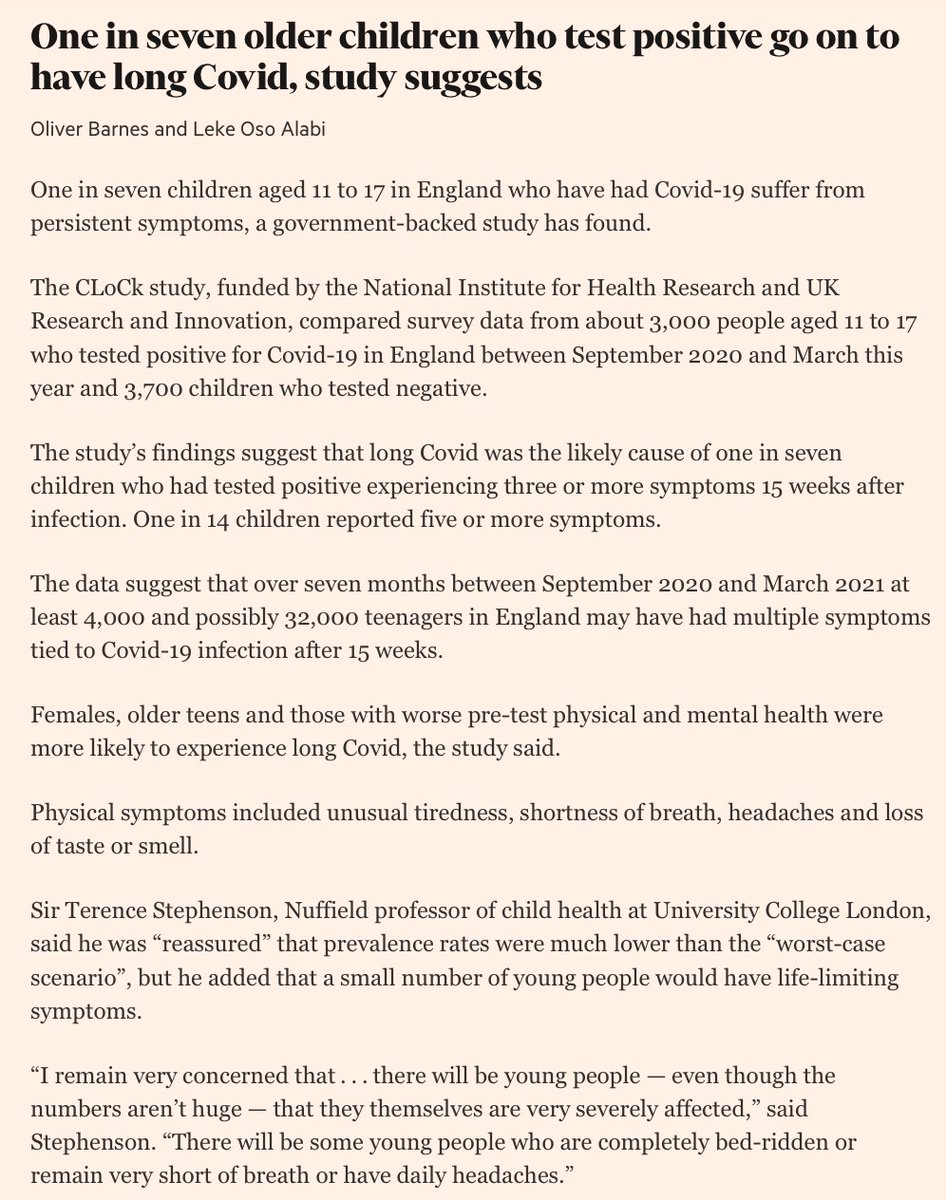 One in seven older children who test positive go on to
have long Covid, study suggests
Oliver Barnes and Leke Oso Alabi
One in seven children aged 11 to 17 in England who have had Covid-19 suffer from
persistent symptoms, a government-backed study has found.
The CLoCk study, funded by the National Institute for Health Research and UK
Research and Innovation, compared survey data from about 3,000 people aged 11 to 17
who tested positive for Covid-19 in England between September 2020 and March this
year and 3,700 children who tested negative.
The study’s findings suggest that long Covid was the likely cause of one in seven
children who had tested positive experiencing three or more symptoms 15 weeks after
infection. One in 14 children reported five or more symptoms.
The data suggest that over seven months between September 2020 and March 2021 at
least 4,000 and possibly 32,000 teenagers in England may have had multiple symptoms
tied to Covid-19 infection after 15 weeks.
Females, older teens and those with worse pre-test physical and mental health were
more likely to experience long Covid, the study said.
Physical symptoms included unusual tiredness, shortness of breath, headaches and loss
of taste or smell.
Sir Terence Stephenson, Nuffield professor of child health at University College London,
said he was “reassured” that prevalence rates were much lower than the “worst-case
scenario”, but he added that a small number of young people would have life-limiting
symptoms.
“I remain very concerned that . . . there will be young people — even though the
numbers aren’t huge — that they themselves are very severely affected,” said
Stephenson. “There will be some young people who are completely bed-ridden or
remain very short of breath or have daily headaches.”